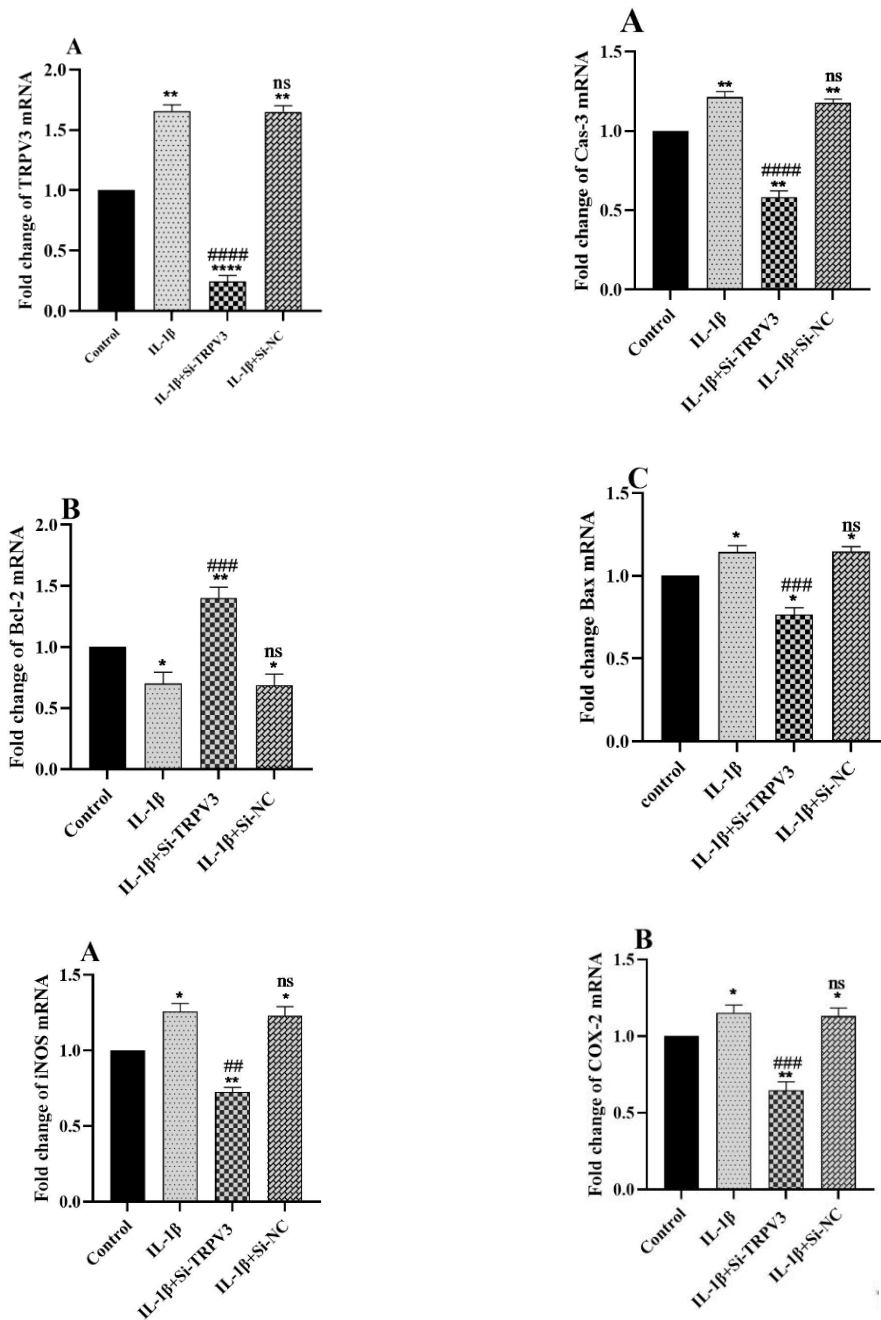 A
Fold change of TRPV3 mRNA
2.0
1.5
1.0
0.5
0.0
**
####
****
ns
**
Control
IL-1β
IL-1β+Si-TRPV3
IL-1β+Si-NC
A
Fold change of Cas-3 mRNA
1.5
1.0
0.5
0.0
**
####
**
ns
**
Control
IL-1β
IL-1β+Si-TRPV3
IL-1β+Si-NC
B
Fold change of Bcl-2 mRNA
2.0
1.5
1.0
0.5
0.0
*
###
**
ns
*
Control
IL-1β
IL-1β+Si-TRPV3
IL-1β+Si-NC
C
Fold change Bax mRNA
1.5
1.0
0.5
0.0
*
###
*
ns
*
control
IL-1β
IL-1β+Si-TRPV3
IL-1β+Si-NC
A
Fold change of iNOS mRNA
1.5
1.0
0.5
0.0
*
##
**
ns
*
Control
IL-1β
IL-1β+Si-TRPV3
IL-1β+Si-NC
B
Fold change of COX-2 mRNA
1.5
1.0
0.5
0.0
*
###
**
ns
*
Control
IL-1β
IL-1β+Si-TRPV3
IL-1β+Si-NC